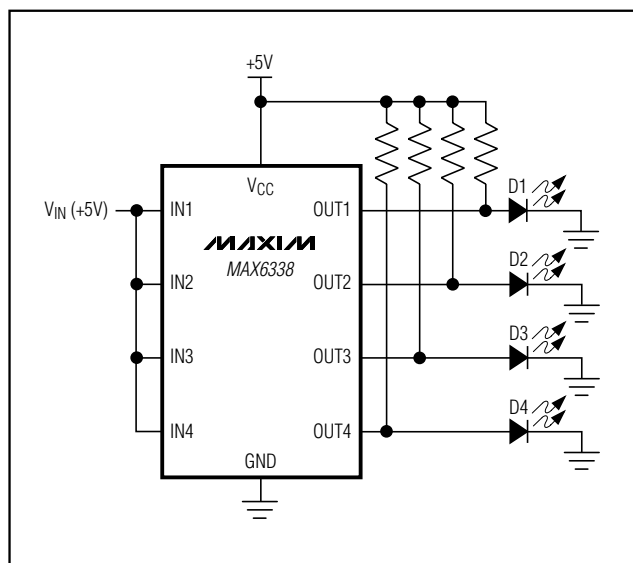 +5V
VCC
VIN (+5V)
IN1
OUT1
D1
MAXIM
MAX6338
IN2
OUT2
D2
IN3
OUT3
D3
IN4
OUT4
D4
GND